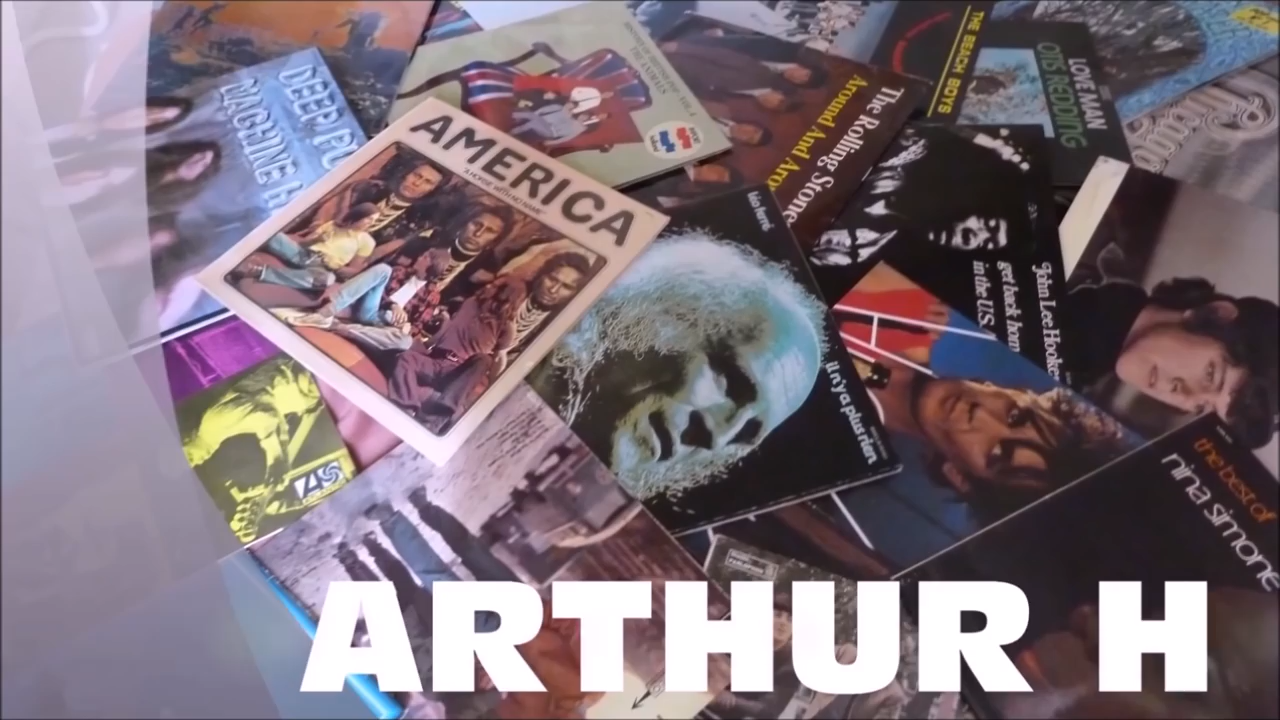 DEEP PU
MACHINE H
THE ANIMALS
AMERICA
"A HORSE WITH NO NAME"
The Rolling Stone
Around And Aro
THE BEACH BOYS
LOVE MAN
OTIS REDDING
léo ferré
il n'y a plus rien
John Lee Hooke
get back hom
in the U.S.
the best of
nina simone
ARTHUR H